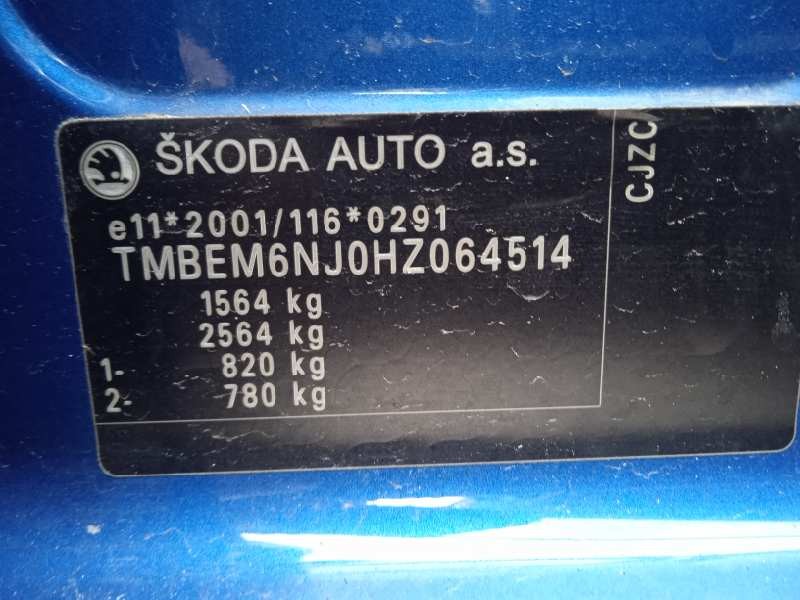 ŠKODA AUTO a.s.
e11*2001/116*0291
TMBEM6NJ0HZ064514
1564 kg
2564 kg
1- 820 kg
2- 780 kg
CJZC